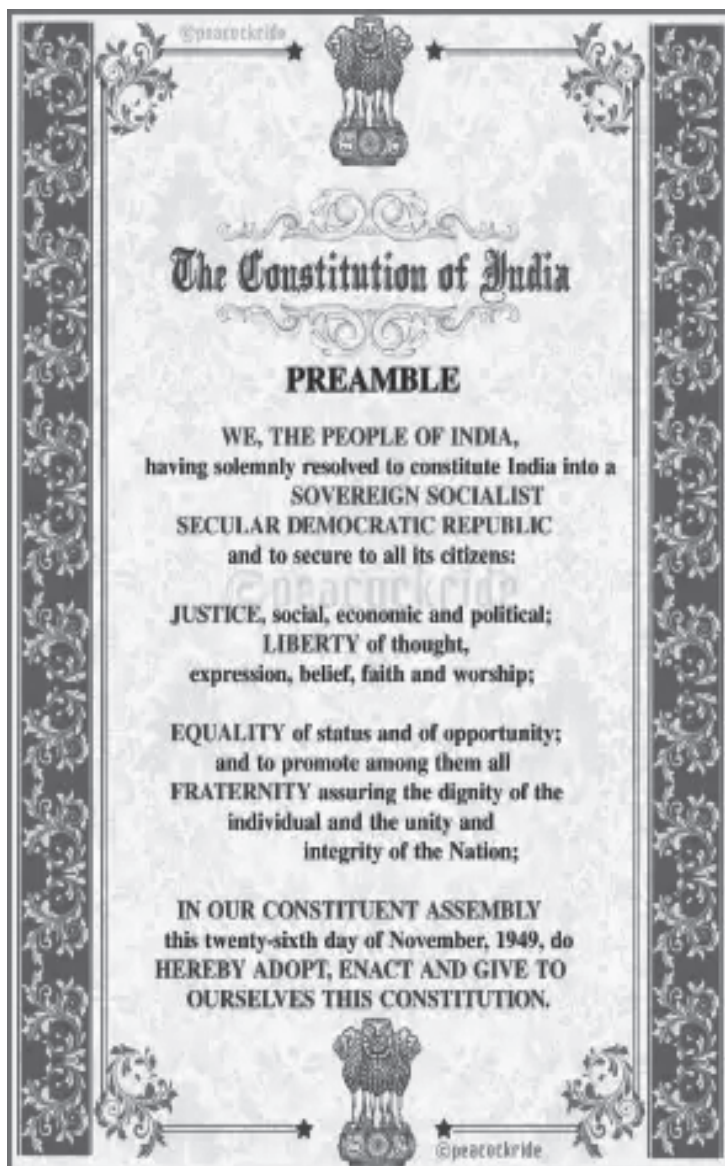 @peacockride
The Constitution of India
PREAMBLE
WE, THE PEOPLE OF INDIA,
having solemnly resolved to constitute India into a
SOVEREIGN SOCIALIST
SECULAR DEMOCRATIC REPUBLIC
and to secure to all its citizens:
@peacockride
JUSTICE, social, economic and political;
LIBERTY of thought,
expression, belief, faith and worship;
EQUALITY of status and of opportunity;
and to promote among them all
FRATERNITY assuring the dignity of the
individual and the unity and
integrity of the Nation;
IN OUR CONSTITUENT ASSEMBLY
this twenty-sixth day of November, 1949, do
HEREBY ADOPT, ENACT AND GIVE TO
OURSELVES THIS CONSTITUTION.
@peacockride